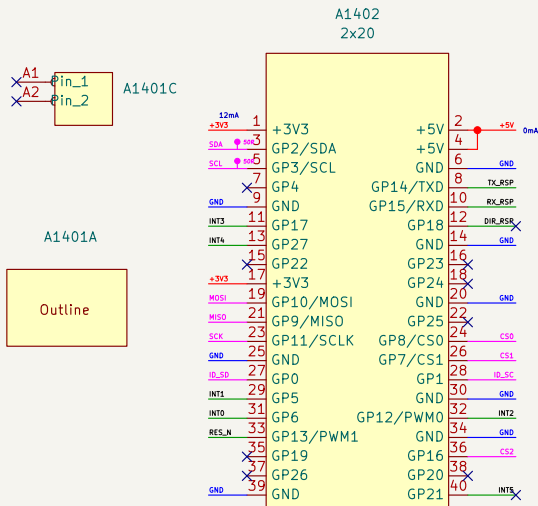 A1402
2x20
A1 Pin_1
A2 Pin_2
A1401C
12mA
+3V3 1 +3V3 +5V 2 +5V
0mA
SDA 50R 3 GP2/SDA +5V 4
SCL 50R 5 GP3/SCL GND 6 GND
7 GP4 GP14/TXD 8 TX_RSP
GND 9 GND GP15/RXD 10 RX_RSP
INT3 11 GP17 GP18 12 DIR_RSP
INT4 13 GP27 GND 14 GND
A1401A
15 GP22 GP23 16
+3V3 17 +3V3 GP24 18
MOSI 19 GP10/MOSI GND 20 GND
Outline
MISO 21 GP9/MISO GP25 22
SCK 23 GP11/SCLK GP8/CS0 24 CS0
GND 25 GND GP7/CS1 26 CS1
ID_SD 27 GP0 GP1 28 ID_SC
INT1 29 GP5 GND 30 GND
INT0 31 GP6 GP12/PWM0 32 INT2
RES_N 33 GP13/PWM1 GND 34 GND
35 GP19 GP16 36 CS2
37 GP26 GP20 38
GND 39 GND GP21 40 INT5